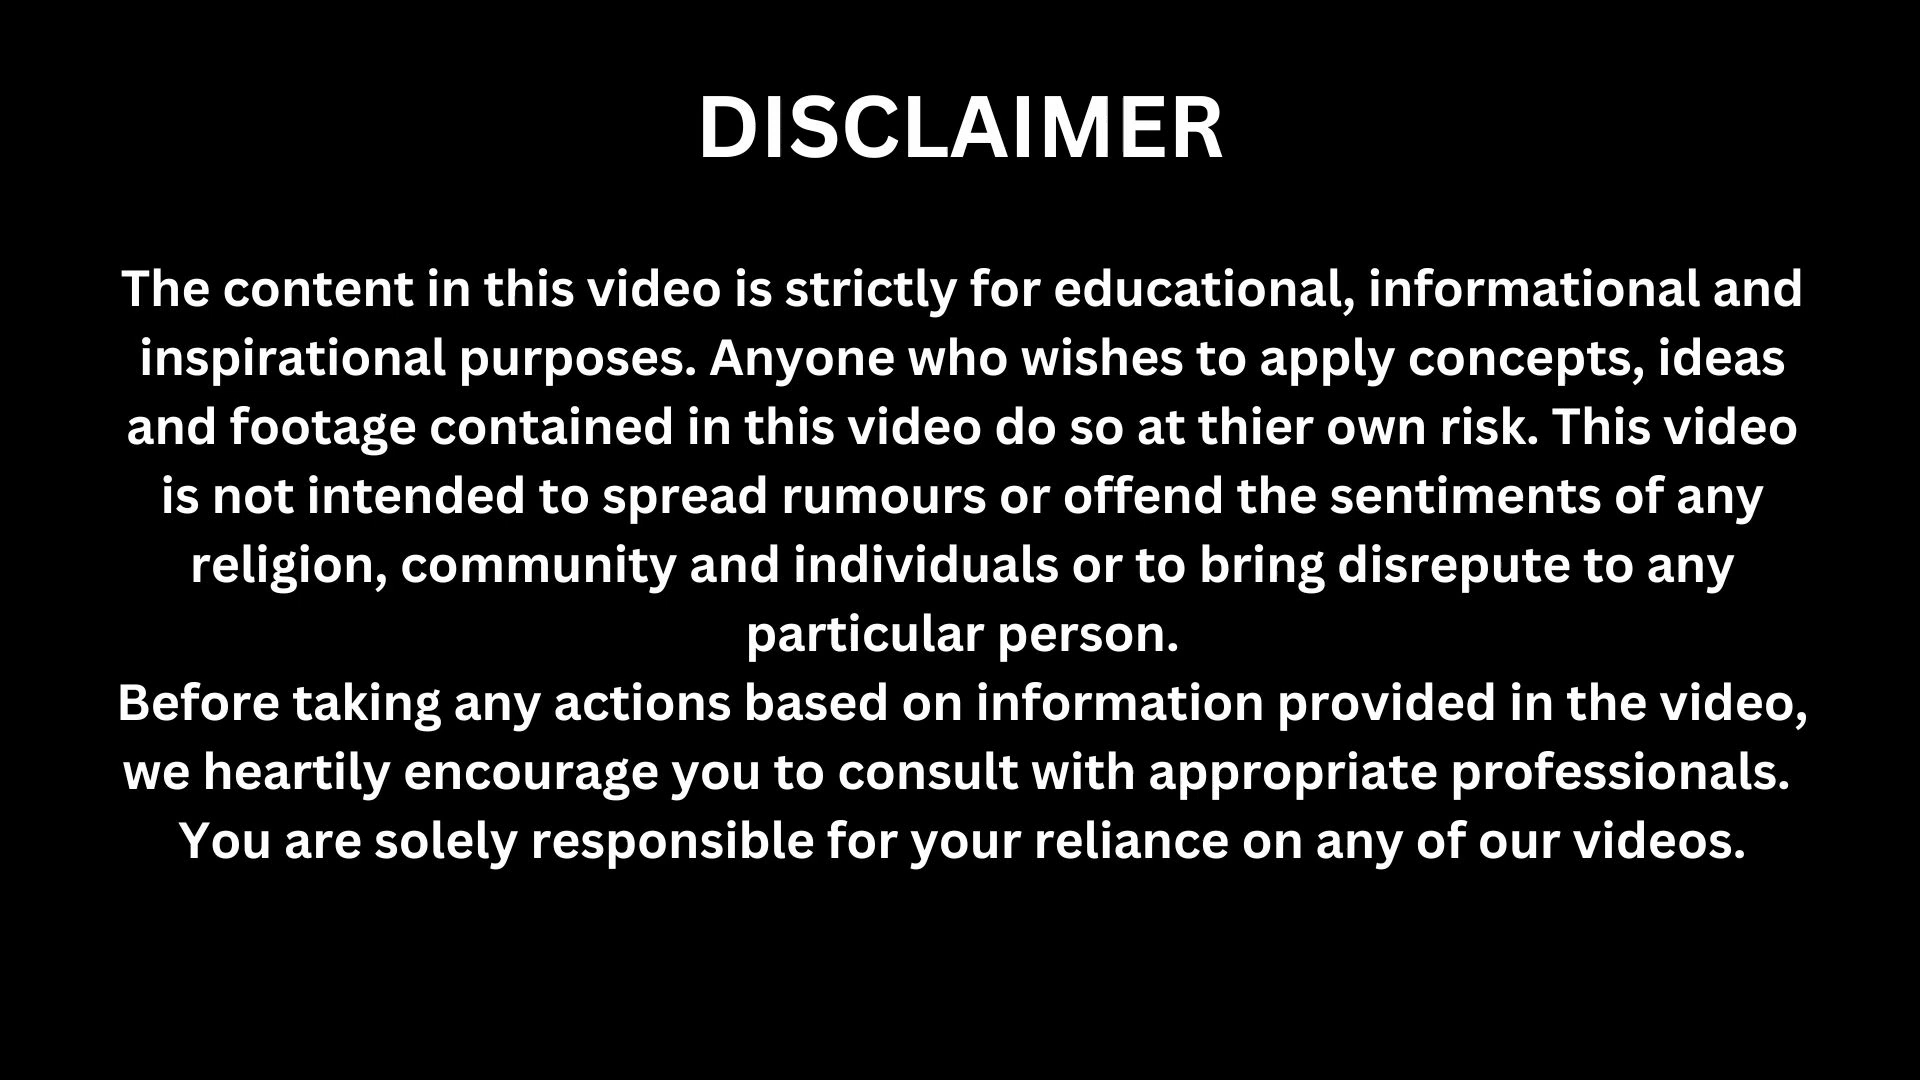 DISCLAIMER
The content in this video is strictly for educational, informational and
inspirational purposes. Anyone who wishes to apply concepts, ideas
and footage contained in this video do so at thier own risk. This video
is not intended to spread rumours or offend the sentiments of any
religion, community and individuals or to bring disrepute to any
particular person.
Before taking any actions based on information provided in the video,
we heartily encourage you to consult with appropriate professionals.
You are solely responsible for your reliance on any of our videos.